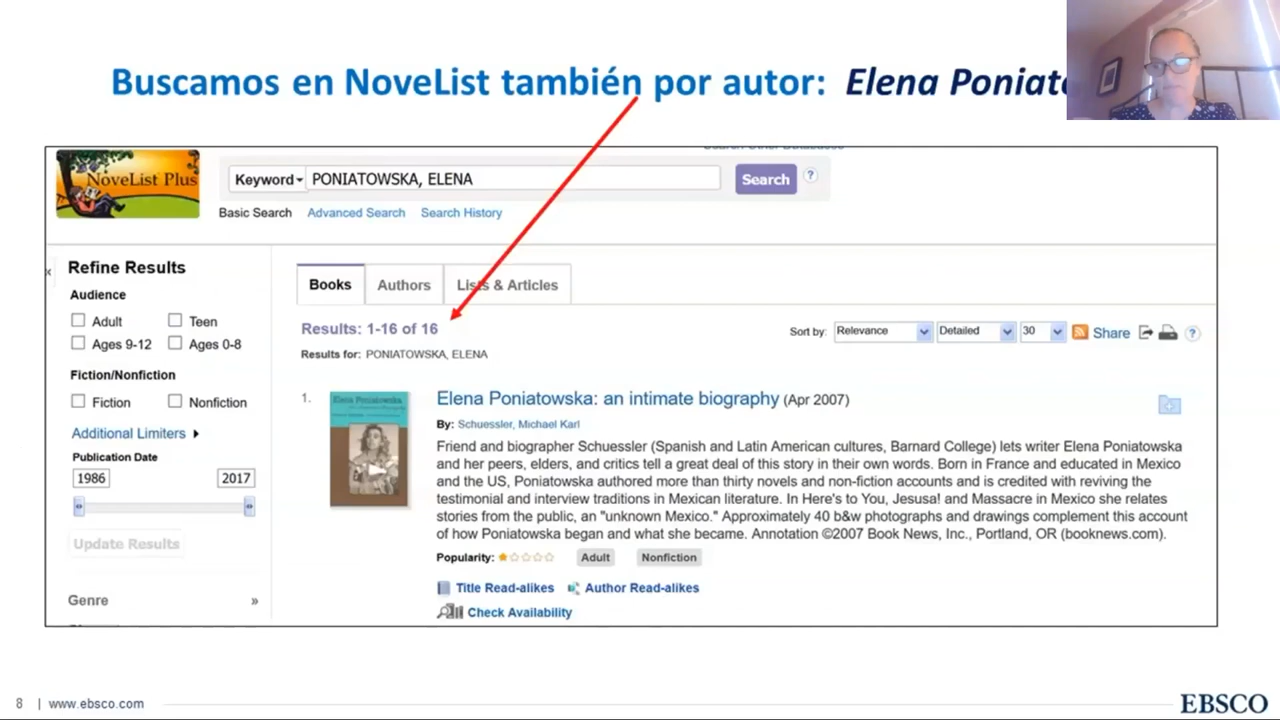 Buscamos en NoveList también por autor: Elena
NoveList Plus
Keyword PONIATOWSKA, ELENA
Search
?
Basic Search Advanced Search Search History
Refine Results
Audience
Adult Teen
Ages 9-12 Ages 0-8
Fiction/Nonfiction
Fiction Nonfiction
Additional Limiters
Publication Date
1986 2017
Update Results
Genre »
Books Authors Lists & Articles
Results: 1-16 of 16
Sort by: Relevance Detailed 30 Share ?
Results for: PONIATOWSKA, ELENA
1.
Elena Poniatowska: an intimate biography (Apr 2007)
By: Schuessler, Michael Karl
Friend and biographer Schuessler (Spanish and Latin American cultures, Barnard College) lets writer Elena Poniatowska
and her peers, elders, and critics tell a great deal of this story in their own words. Born in France and educated in Mexico
and the US, Poniatowska authored more than thirty novels and non-fiction accounts and is credited with reviving the
testimonial and interview traditions in Mexican literature. In Here's to You, Jesusa! and Massacre in Mexico she relates
stories from the public, an "unknown Mexico." Approximately 40 b&w photographs and drawings complement this account
of how Poniatowska began and what she became. Annotation ©2007 Book News, Inc., Portland, OR (booknews.com).
Popularity: Adult Nonfiction
Title Read-alikes Author Read-alikes
Check Availability
8 | www.ebsco.com
EBSCO